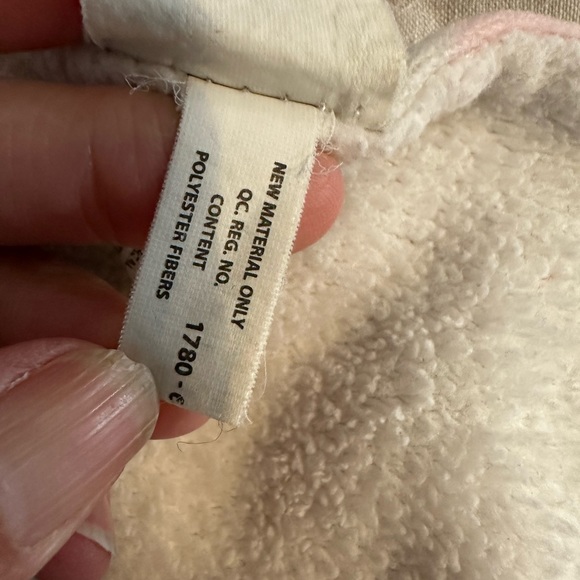 NEW MATERIAL ONLY
QC. REG. NO.
CONTENT
POLYESTER FIBERS
1780 -